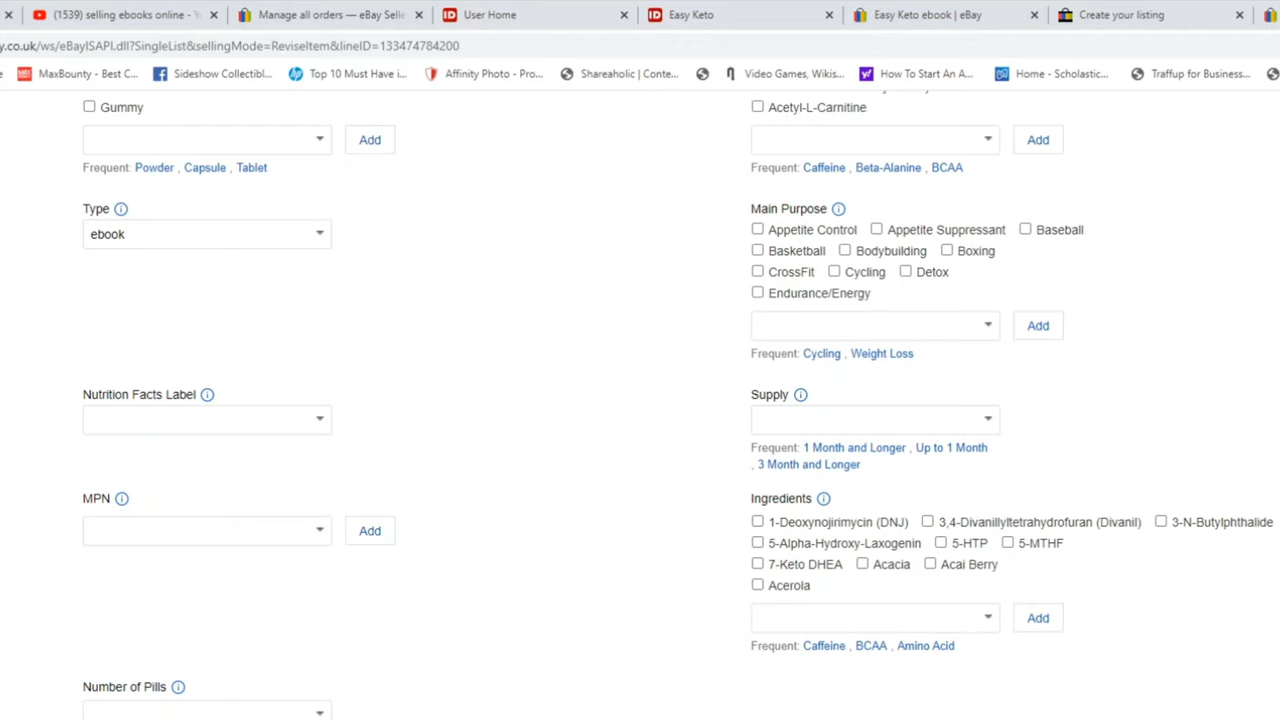 (1539) selling ebooks online - Y
Manage all orders — eBay Selle
User Home
Easy Keto
Easy Keto ebook | eBay
Create your listing
y.co.uk/ws/eBayISAPI.dll?SingleList&sellingMode=ReviseItem&lineID=133474784200
MaxBounty - Best C...
Sideshow Collectibl...
Top 10 Must Have i...
Affinity Photo - Pro...
Shareaholic | Conte...
Video Games, Wikis...
How To Start An A...
Home - Scholastic...
Traffup for Business...
Gummy
Acetyl-L-Carnitine
Add
Add
Frequent: Powder , Capsule , Tablet
Frequent: Caffeine , Beta-Alanine , BCAA
Type
Main Purpose
ebook
Appetite Control Appetite Suppressant Baseball
Basketball Bodybuilding Boxing
CrossFit Cycling Detox
Endurance/Energy
Add
Frequent: Cycling , Weight Loss
Nutrition Facts Label
Supply
Frequent: 1 Month and Longer , Up to 1 Month
, 3 Month and Longer
MPN
Ingredients
Add
1-Deoxynojirimycin (DNJ) 3,4-Divanillyltetrahydrofuran (Divanil) 3-N-Butylphthalide
5-Alpha-Hydroxy-Laxogenin 5-HTP 5-MTHF
7-Keto DHEA Acacia Acai Berry
Acerola
Add
Frequent: Caffeine , BCAA , Amino Acid
Number of Pills